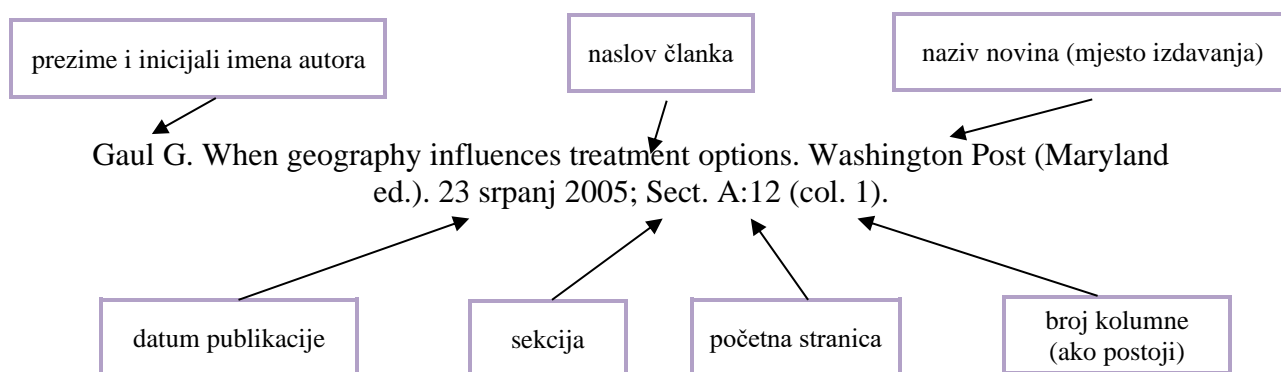 prezime i inicijali imena autora
naslov članka
naziv novina (mjesto izdavanja)
Gaul G. When geography influences treatment options. Washington Post (Maryland
ed.). 23 srpanj 2005; Sect. A:12 (col. 1).
datum publikacije
sekcija
početna stranica
broj kolumne
(ako postoji)